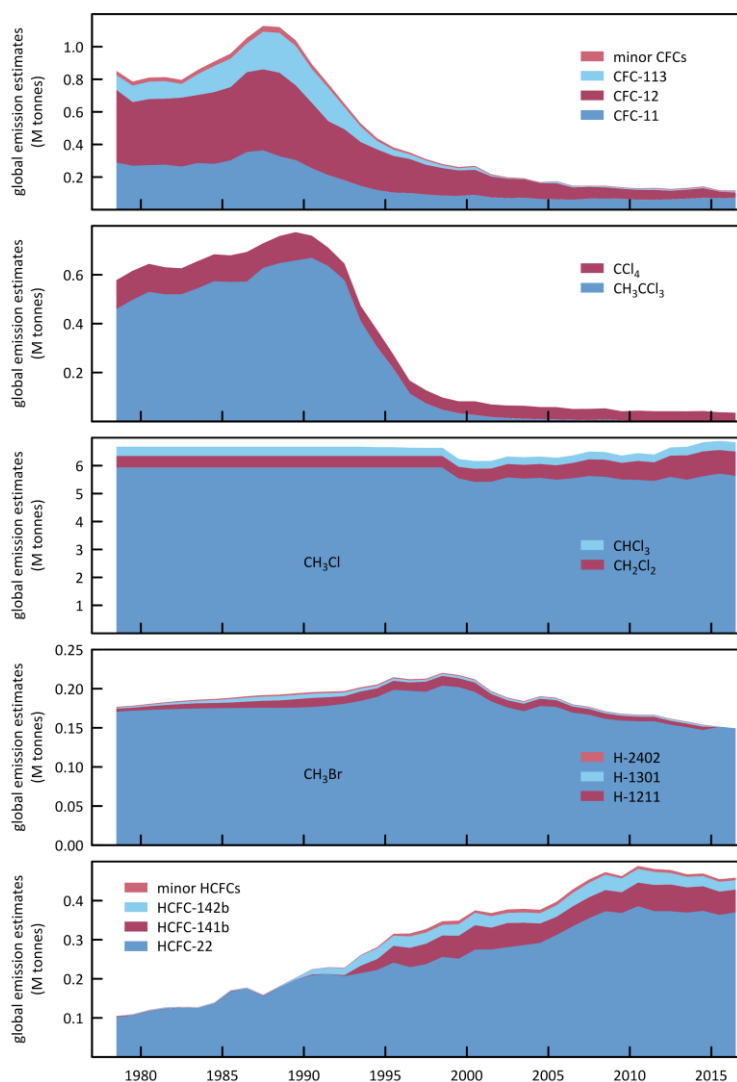 global emission estimates
(M tonnes)
1.0
0.8
0.6
0.4
0.2
minor CFCs
CFC-113
CFC-12
CFC-11
global emission estimates
(M tonnes)
0.6
0.4
0.2
CCl₄
CH₃CCl₃
global emission estimates
(M tonnes)
6
5
4
3
2
1
CH₃Cl
CHCl₃
CH₂Cl₂
global emission estimates
(M tonnes)
0.25
0.20
0.15
0.10
0.05
0.00
CH₃Br
H-2402
H-1301
H-1211
global emission estimates
(M tonnes)
0.4
0.3
0.2
0.1
minor HCFCs
HCFC-142b
HCFC-141b
HCFC-22
1980 1985 1990 1995 2000 2005 2010 2015